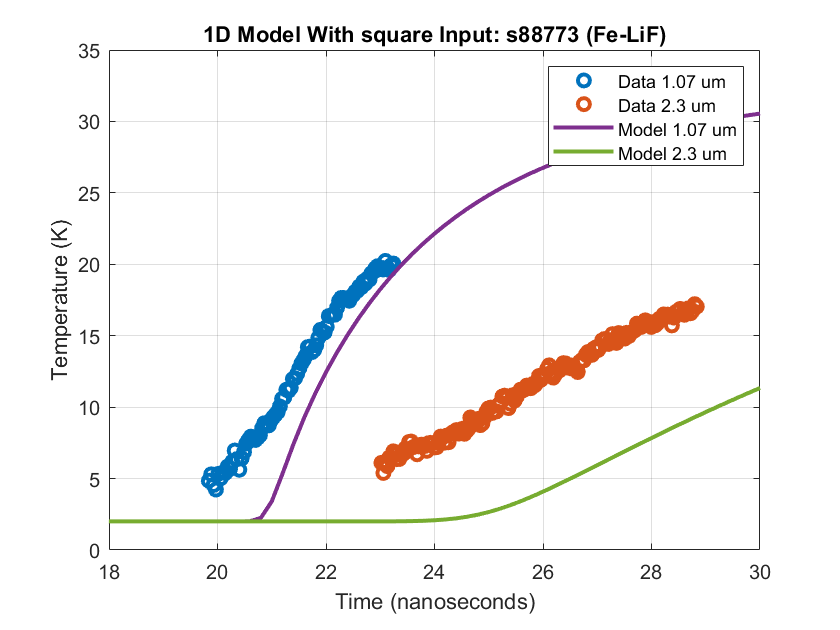 1D Model With square Input: s88773 (Fe-LiF)
Data 1.07 um
Data 2.3 um
Model 1.07 um
Model 2.3 um
35
30
25
20
15
10
5
0
Temperature (K)
18 20 22 24 26 28 30
Time (nanoseconds)